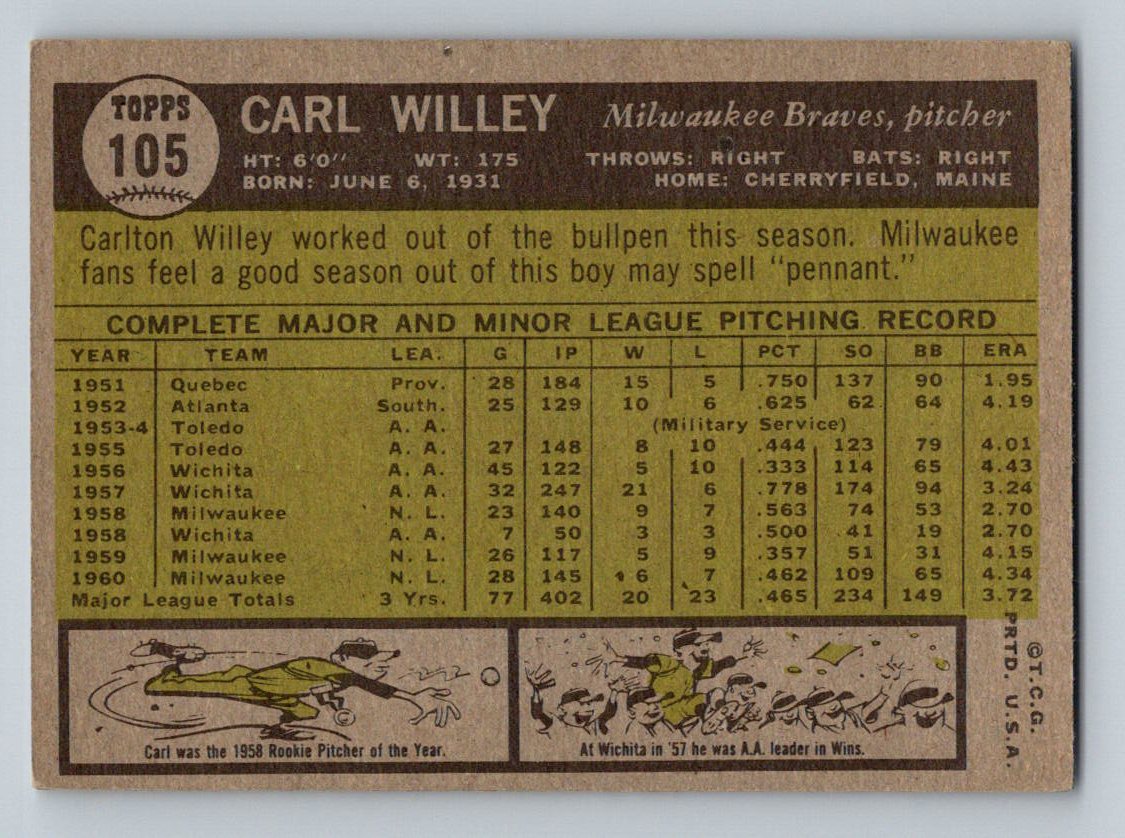 TOPPS
105
CARL WILLEY Milwaukee Braves, pitcher
HT: 6'0" WT: 175 THROWS: RIGHT BATS: RIGHT
BORN: JUNE 6, 1931 HOME: CHERRYFIELD, MAINE
Carlton Willey worked out of the bullpen this season. Milwaukee
fans feel a good season out of this boy may spell "pennant."
COMPLETE MAJOR AND MINOR LEAGUE PITCHING RECORD
YEAR TEAM LEA. G IP W L PCT SO BB ERA
1951 Quebec Prov. 28 184 15 5 .750 137 90 1.95
1952 Atlanta South. 25 129 10 6 .625 62 64 4.19
1953-4 Toledo A. A. (Military Service)
1955 Toledo A. A. 27 148 8 10 .444 123 79 4.01
1956 Wichita A. A. 45 122 5 10 .333 114 65 4.43
1957 Wichita A. A. 32 247 21 6 .778 174 94 3.24
1958 Milwaukee N. L. 23 140 9 7 .563 74 53 2.70
1958 Wichita A. A. 7 50 3 3 .500 41 19 2.70
1959 Milwaukee N. L. 26 117 5 9 .357 51 31 4.15
1960 Milwaukee N. L. 28 145 6 7 .462 109 65 4.34
Major League Totals 3 Yrs. 77 402 20 23 .465 234 149 3.72
Carl was the 1958 Rookie Pitcher of the Year.
At Wichita in '57 he was A.A. leader in Wins.
©T.C.G.
PRTD. U.S.A.